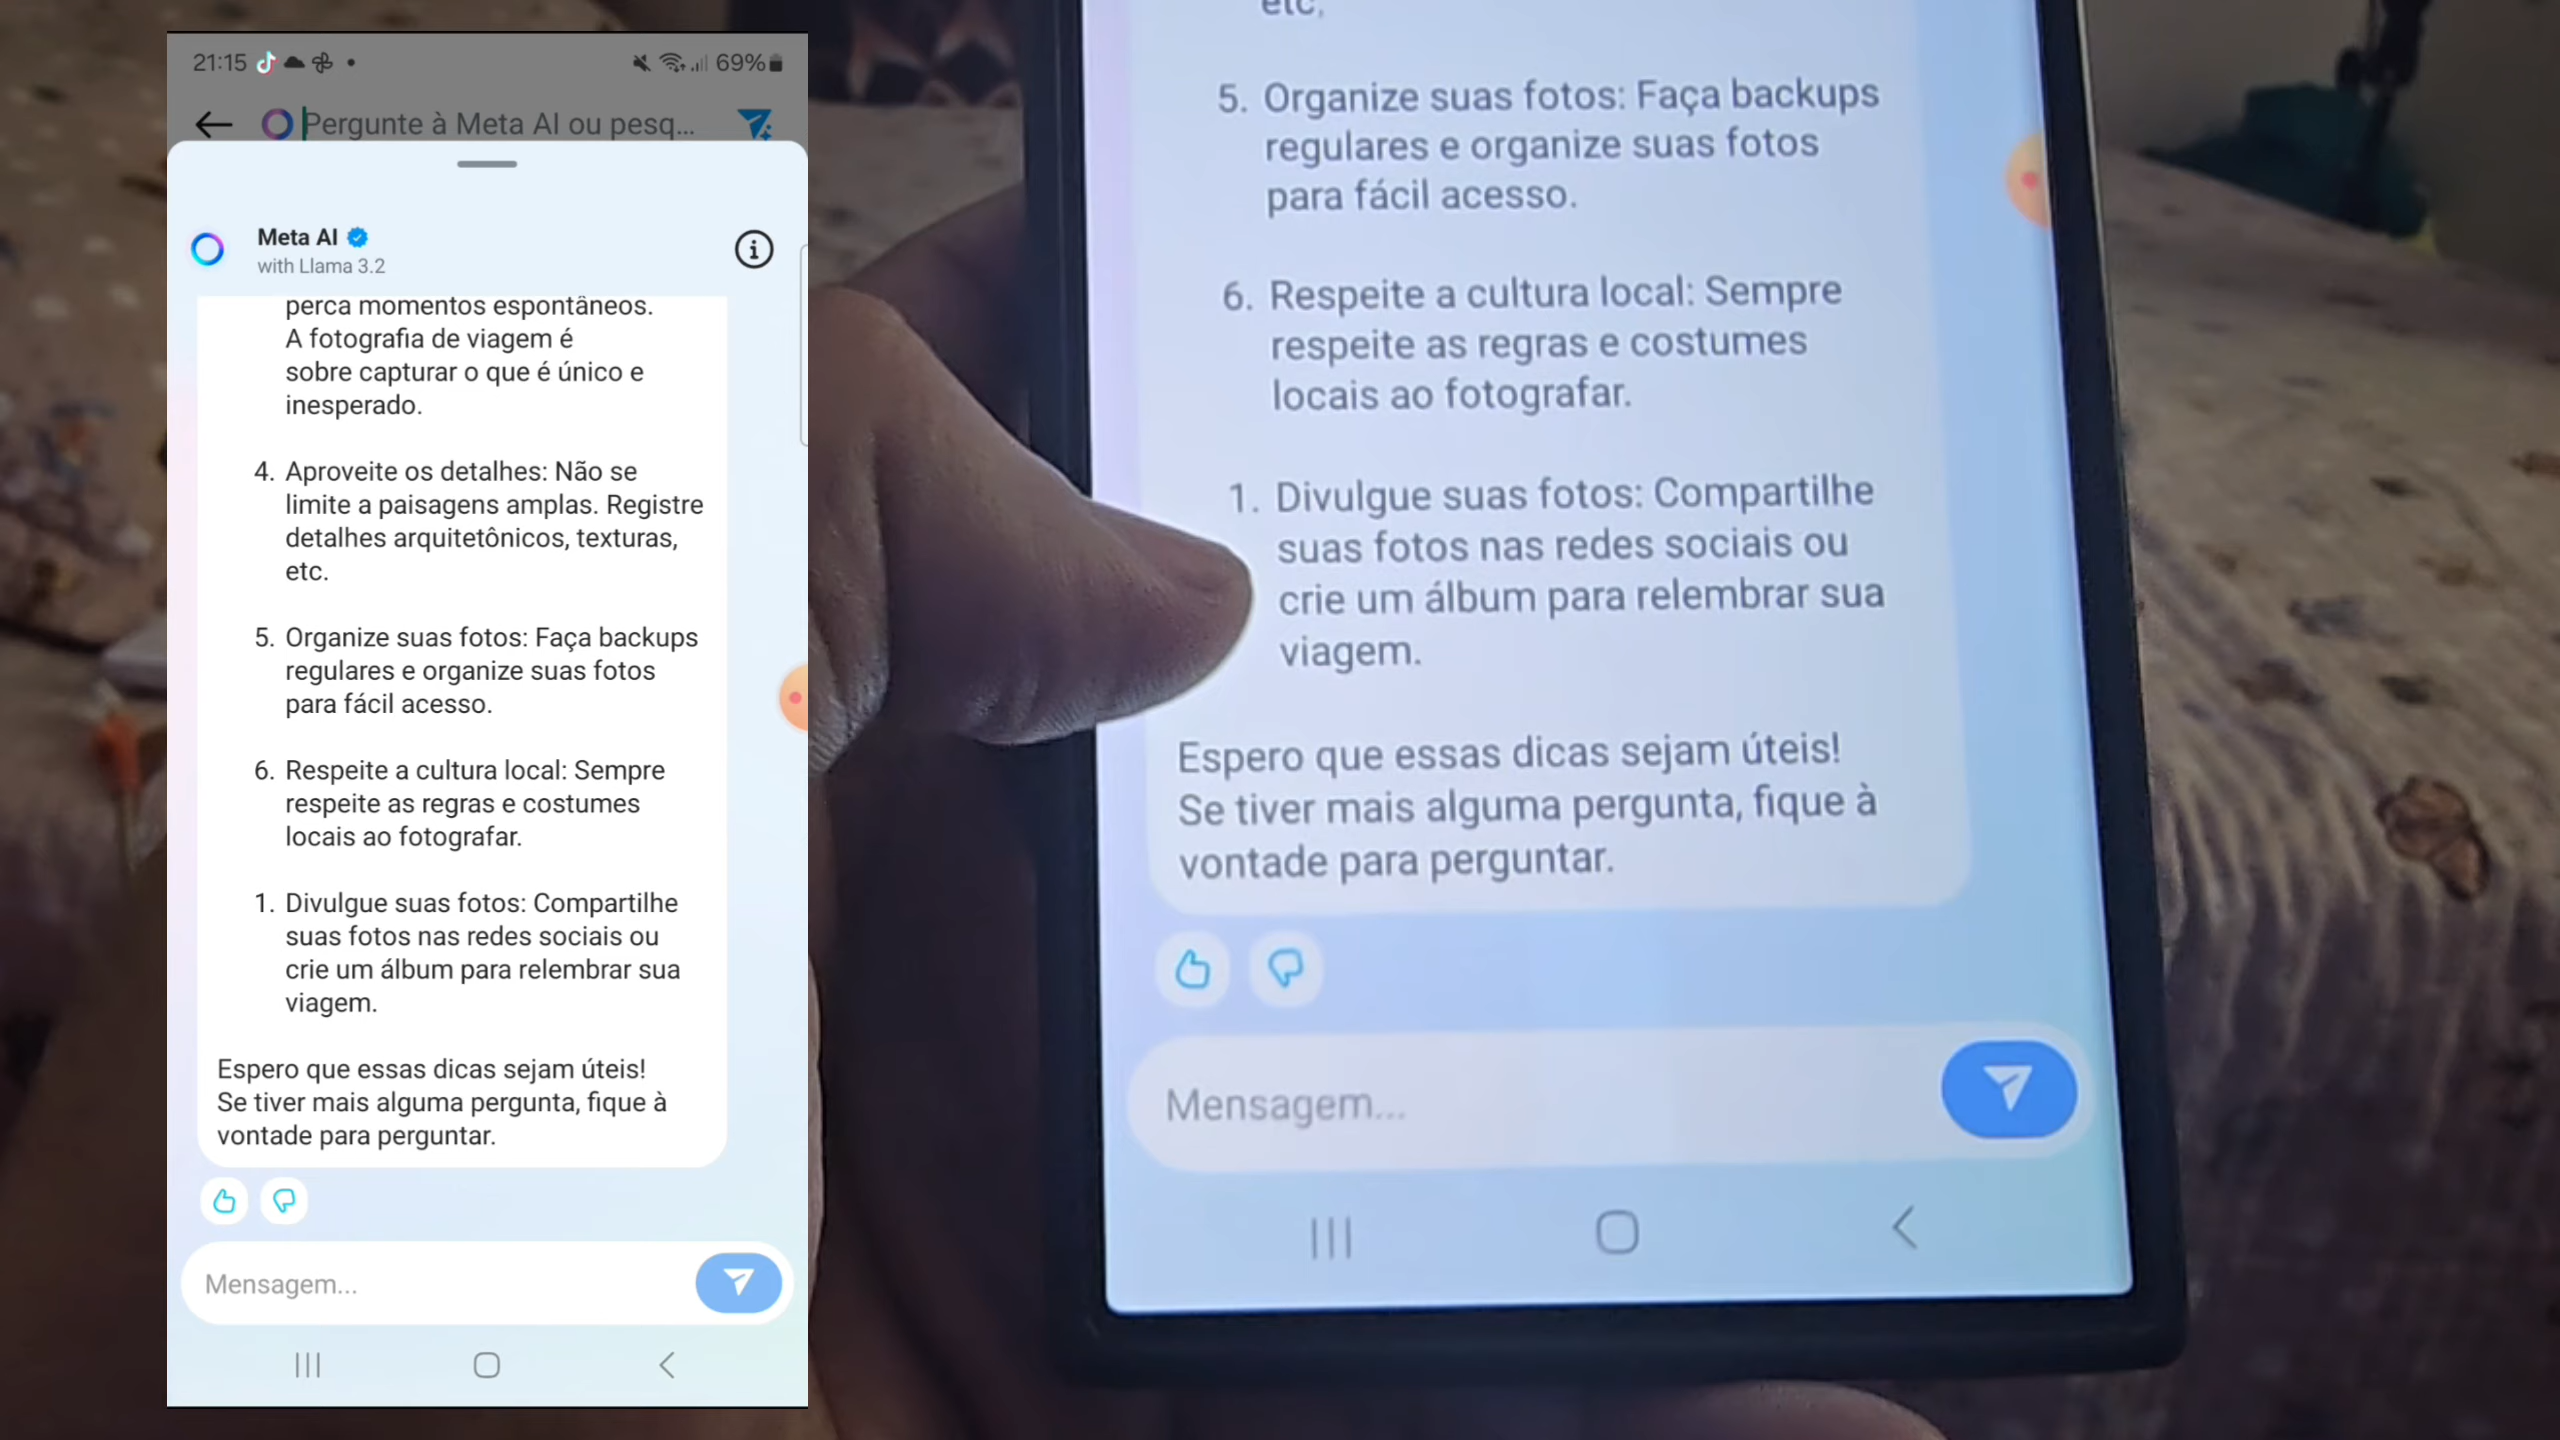 21:15
69%
Pergunte à Meta AI ou pesq...
Meta AI
with Llama 3.2
perca momentos espontâneos.
A fotografia de viagem é
sobre capturar o que é único e
inesperado.
4. Aproveite os detalhes: Não se
limite a paisagens amplas. Registre
detalhes arquitetônicos, texturas,
etc.
5. Organize suas fotos: Faça backups
regulares e organize suas fotos
para fácil acesso.
6. Respeite a cultura local: Sempre
respeite as regras e costumes
locais ao fotografar.
1. Divulgue suas fotos: Compartilhe
suas fotos nas redes sociais ou
crie um álbum para relembrar sua
viagem.
Espero que essas dicas sejam úteis!
Se tiver mais alguma pergunta, fique à
vontade para perguntar.
Mensagem...
etc,
5. Organize suas fotos: Faça backups
regulares e organize suas fotos
para fácil acesso.
6. Respeite a cultura local: Sempre
respeite as regras e costumes
locais ao fotografar.
1. Divulgue suas fotos: Compartilhe
suas fotos nas redes sociais ou
crie um álbum para relembrar sua
viagem.
Espero que essas dicas sejam úteis!
Se tiver mais alguma pergunta, fique à
vontade para perguntar.
Mensagem...